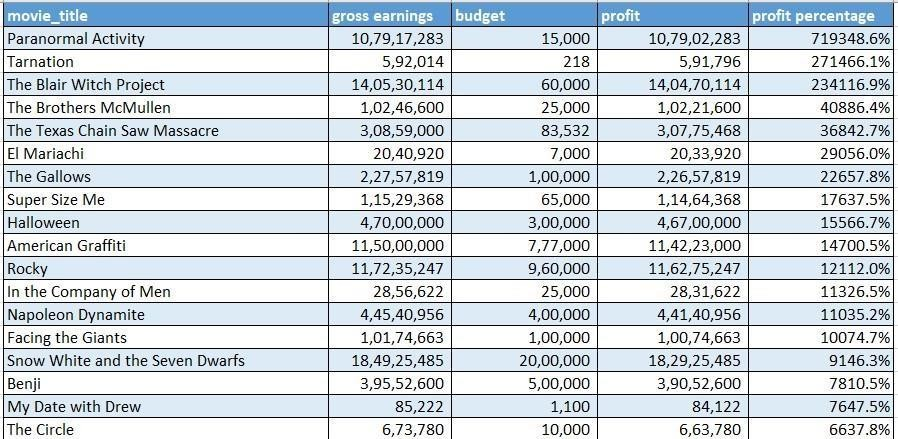 movie_title gross earnings budget profit profit percentage
Paranormal Activity 10,79,17,283 15,000 10,79,02,283 719348.6%
Tarnation 5,92,014 218 5,91,796 271466.1%
The Blair Witch Project 14,05,30,114 60,000 14,04,70,114 234116.9%
The Brothers McMullen 1,02,46,600 25,000 1,02,21,600 40886.4%
The Texas Chain Saw Massacre 3,08,59,000 83,532 3,07,75,468 36842.7%
El Mariachi 20,40,920 7,000 20,33,920 29056.0%
The Gallows 2,27,57,819 1,00,000 2,26,57,819 22657.8%
Super Size Me 1,15,29,368 65,000 1,14,64,368 17637.5%
Halloween 4,70,00,000 3,00,000 4,67,00,000 15566.7%
American Graffiti 11,50,00,000 7,77,000 11,42,23,000 14700.5%
Rocky 11,72,35,247 9,60,000 11,62,75,247 12112.0%
In the Company of Men 28,56,622 25,000 28,31,622 11326.5%
Napoleon Dynamite 4,45,40,956 4,00,000 4,41,40,956 11035.2%
Facing the Giants 1,01,74,663 1,00,000 1,00,74,663 10074.7%
Snow White and the Seven Dwarfs 18,49,25,485 20,00,000 18,29,25,485 9146.3%
Benji 3,95,52,600 5,00,000 3,90,52,600 7810.5%
My Date with Drew 85,222 1,100 84,122 7647.5%
The Circle 6,73,780 10,000 6,63,780 6637.8%